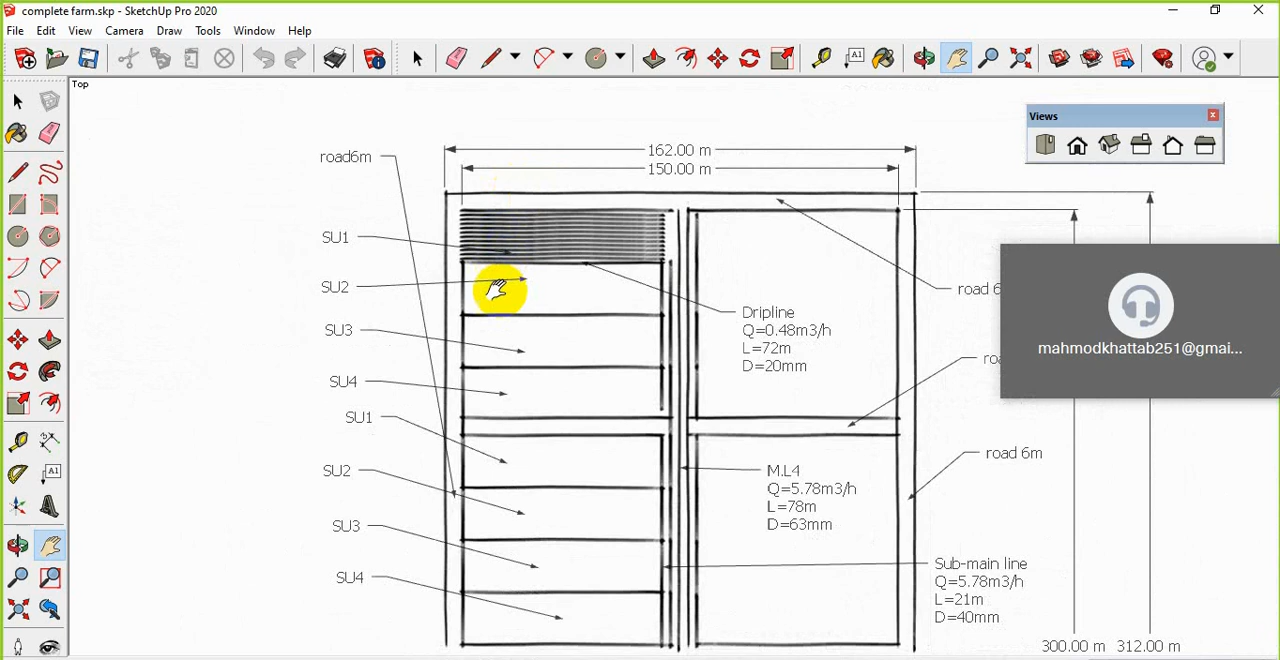 complete farm.skp - SketchUp Pro 2020
File Edit View Camera Draw Tools Window Help
Top
Views
162.00 m
150.00 m
road6m
SU1
SU2
SU3
SU4
SU1
SU2
SU3
SU4
Dripline
Q=0.48m3/h
L=72m
D=20mm
road 6
mahmodkhattab251@gmai...
M.L4
Q=5.78m3/h
L=78m
D=63mm
road 6m
Sub-main line
Q=5.78m3/h
L=21m
D=40mm
300.00 m
312.00 m
A1
A1